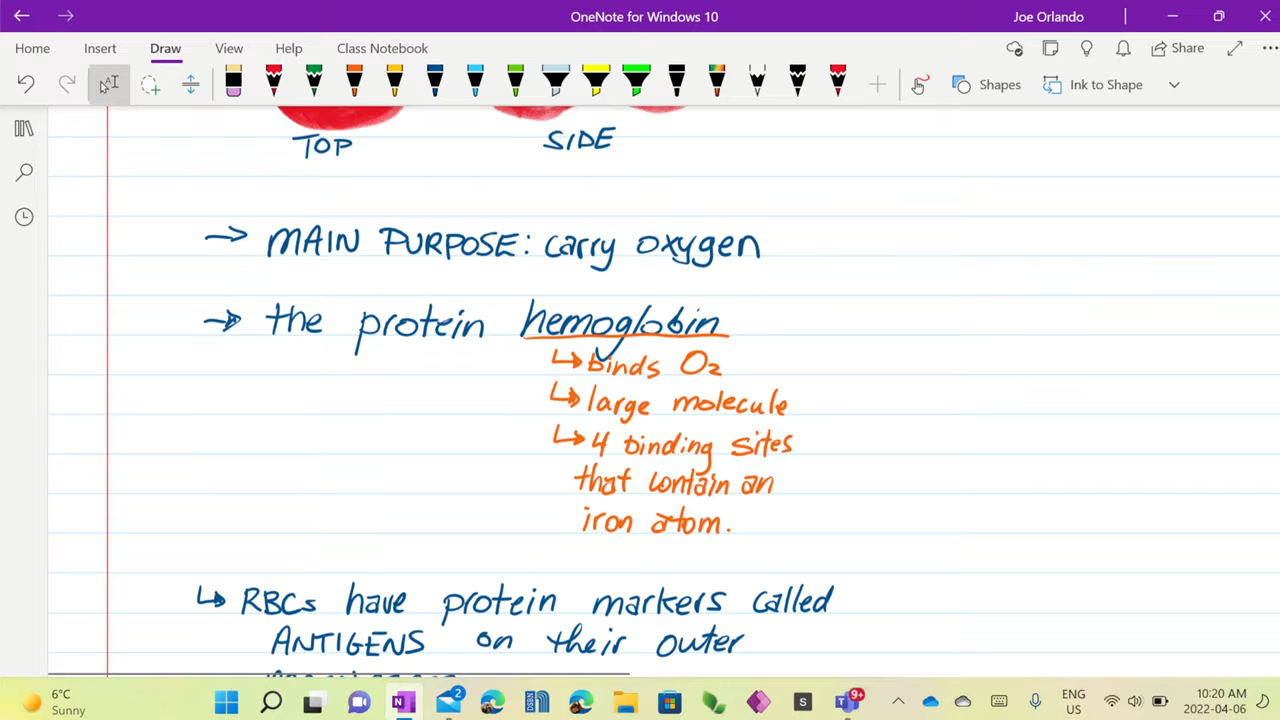 OneNote for Windows 10
Joe Orlando
Home Insert Draw View Help Class Notebook
Share
Shapes
Ink to Shape
TOP
SIDE
→ MAIN PURPOSE: carry oxygen
→ the protein hemoglobin
↳ binds O₂
↳ large molecule
↳ 4 binding sites
that contain an
iron atom.
↳ RBCs have protein markers called
ANTIGENS on their outer
6°C
Sunny
2
DSBN
S
9+
ENG
US
10:20 AM
2022-04-06